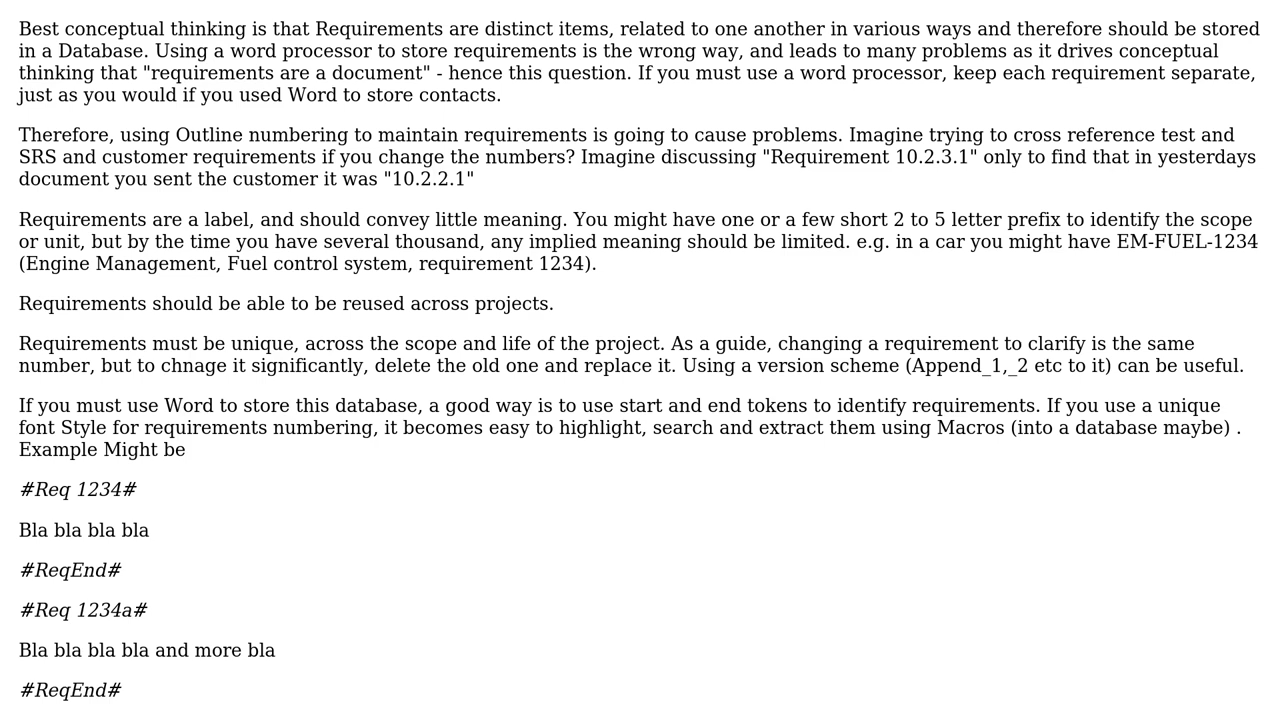 Best conceptual thinking is that Requirements are distinct items, related to one another in various ways and therefore should be stored
in a Database. Using a word processor to store requirements is the wrong way, and leads to many problems as it drives conceptual
thinking that "requirements are a document" - hence this question. If you must use a word processor, keep each requirement separate,
just as you would if you used Word to store contacts.
Therefore, using Outline numbering to maintain requirements is going to cause problems. Imagine trying to cross reference test and
SRS and customer requirements if you change the numbers? Imagine discussing "Requirement 10.2.3.1" only to find that in yesterdays
document you sent the customer it was "10.2.2.1"
Requirements are a label, and should convey little meaning. You might have one or a few short 2 to 5 letter prefix to identify the scope
or unit, but by the time you have several thousand, any implied meaning should be limited. e.g. in a car you might have EM-FUEL-1234
(Engine Management, Fuel control system, requirement 1234).
Requirements should be able to be reused across projects.
Requirements must be unique, across the scope and life of the project. As a guide, changing a requirement to clarify is the same
number, but to chnage it significantly, delete the old one and replace it. Using a version scheme (Append_1,_2 etc to it) can be useful.
If you must use Word to store this database, a good way is to use start and end tokens to identify requirements. If you use a unique
font Style for requirements numbering, it becomes easy to highlight, search and extract them using Macros (into a database maybe) .
Example Might be
#Req 1234#
Bla bla bla bla
#ReqEnd#
#Req 1234a#
Bla bla bla bla and more bla
#ReqEnd#